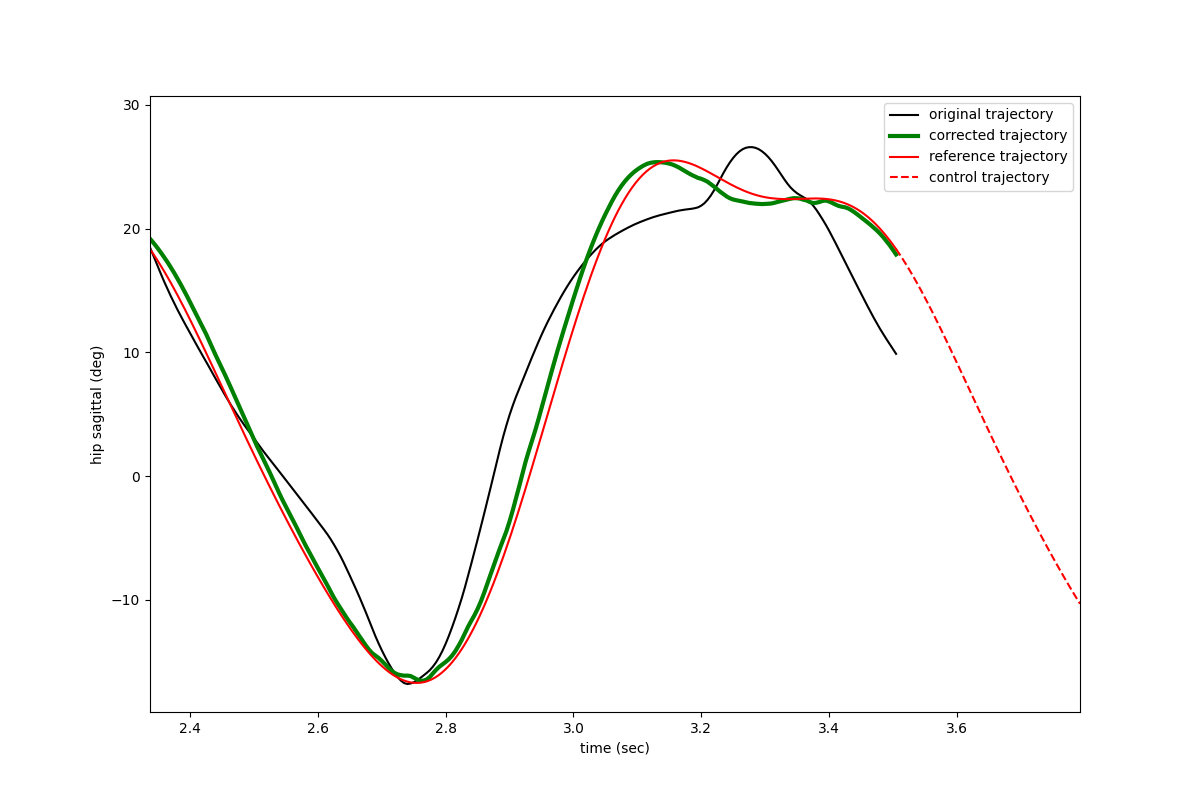 original trajectory
corrected trajectory
reference trajectory
control trajectory
hip sagittal (deg)
30
20
10
0
−10
2.4 2.6 2.8 3.0 3.2 3.4 3.6
time (sec)